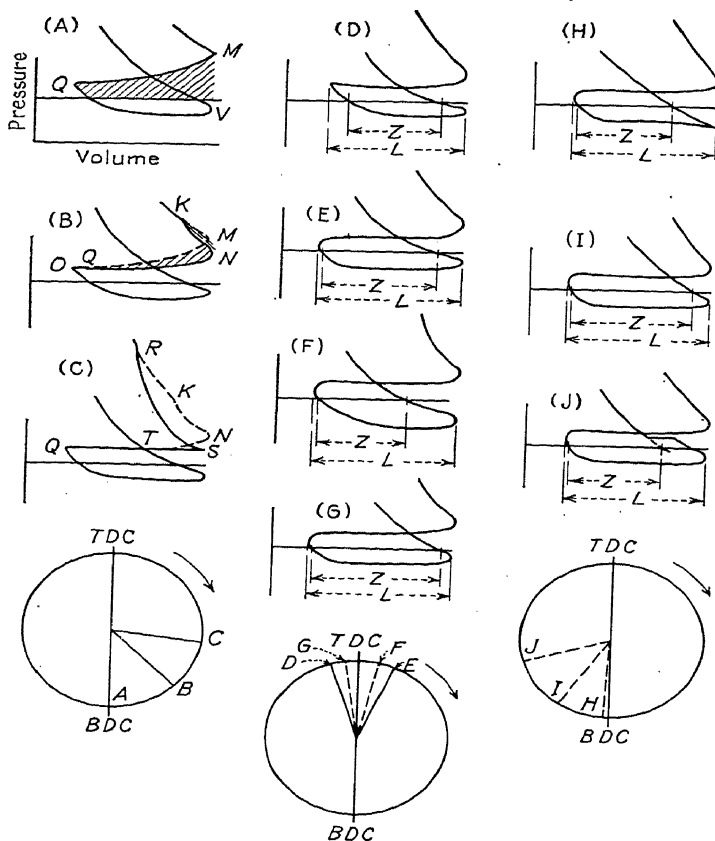 (A)
Pressure
Q
M
V
Volume
(B)
K
M
N
O
Q
(C)
R
K
T
N
Q
S
TDC
C
B
A
BDC
(D)
Z
L
(E)
Z
L
(F)
Z
L
(G)
Z
L
TDC
G
F
D
E
BDC
(H)
Z
L
(I)
Z
L
(J)
Z
L
TDC
J
I
H
BDC